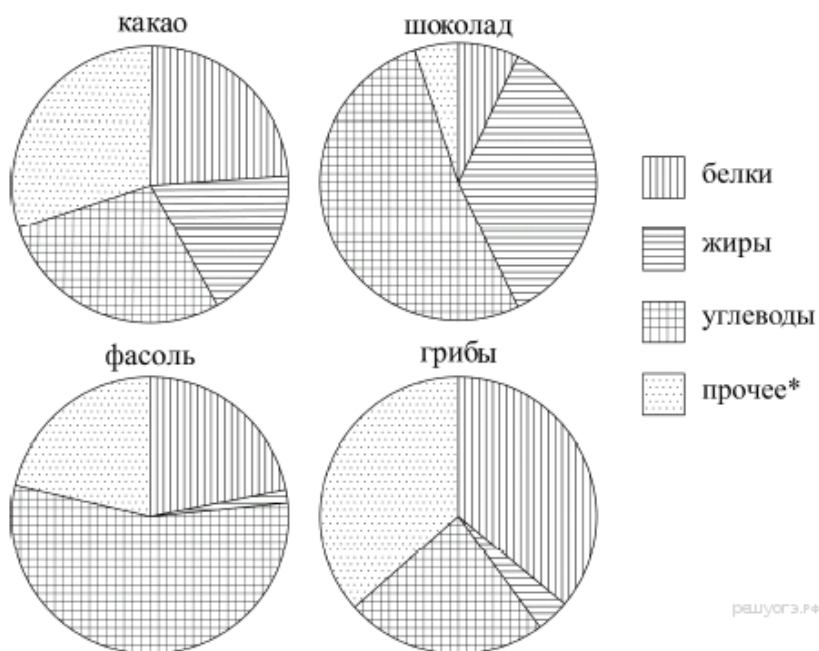 какао
шоколад
белки
жиры
углеводы
прочее*
фасоль
грибы
решуогэ.рф